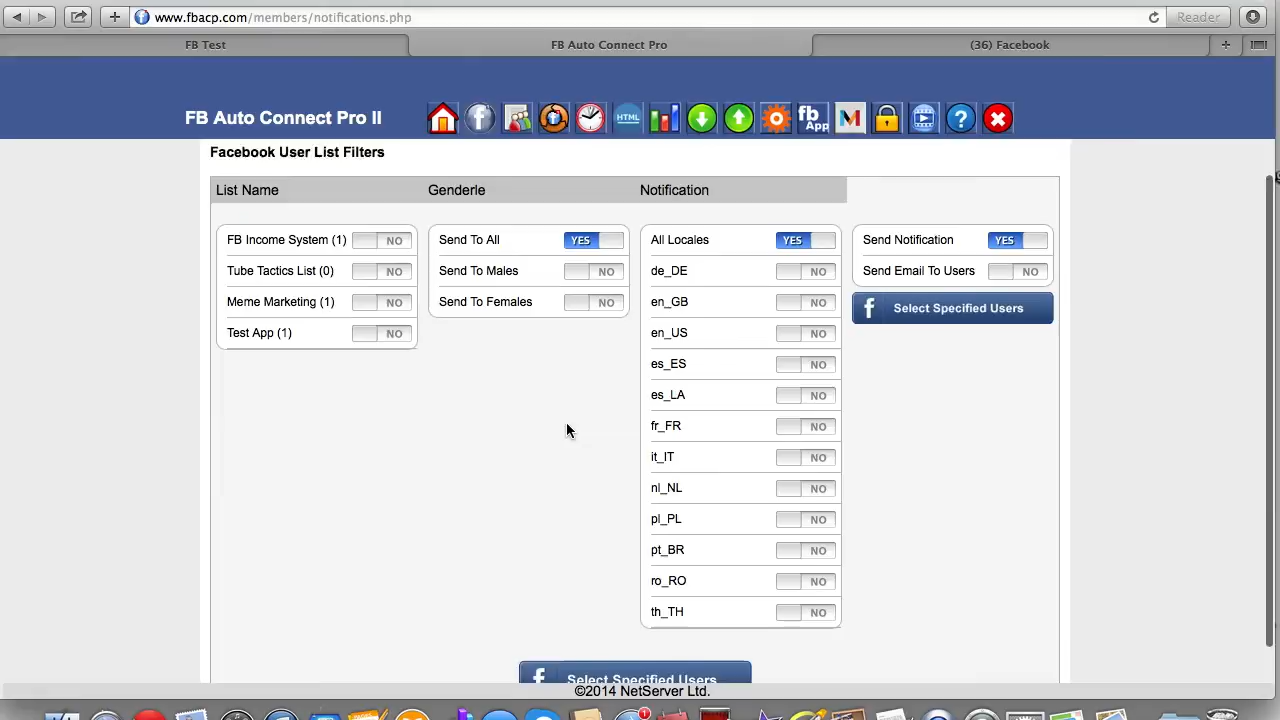 www.fbacp.com/members/notifications.php
Reader
FB Test
FB Auto Connect Pro
(36) Facebook
FB Auto Connect Pro II
HTML
fb
App
Facebook User List Filters
List Name
Genderle
Notification
FB Income System (1) NO
Tube Tactics List (0) NO
Meme Marketing (1) NO
Test App (1) NO
Send To All YES
Send To Males NO
Send To Females NO
All Locales YES
de_DE NO
en_GB NO
en_US NO
es_ES NO
es_LA NO
fr_FR NO
it_IT NO
nl_NL NO
pl_PL NO
pt_BR NO
ro_RO NO
th_TH NO
Send Notification YES
Send Email To Users NO
Select Specified Users
Select Specified Users
©2014 NetServer Ltd.
1